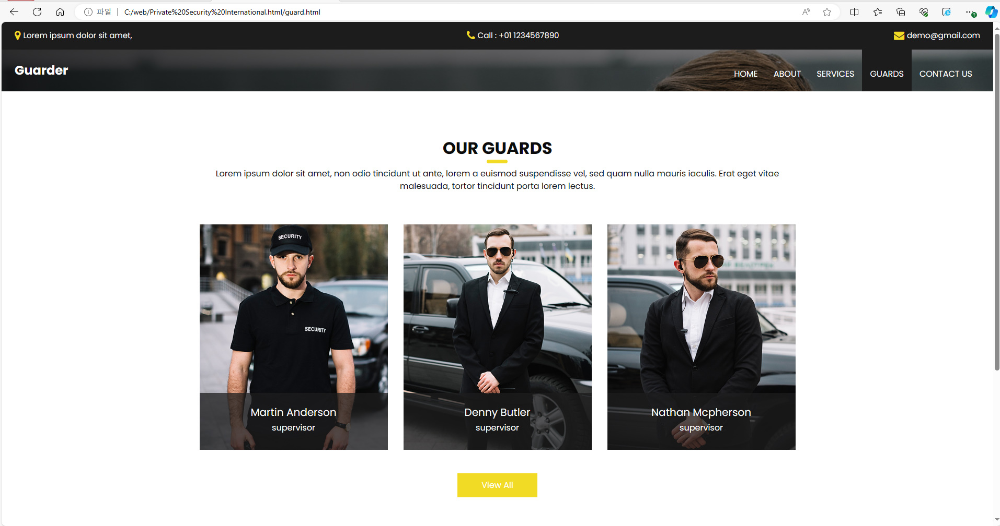 파일
C:/web/Private%20Security%20International.html/guard.html
Lorem ipsum dolor sit amet,
Call : +01 1234567890
demo@gmail.com
Guarder
HOME
ABOUT
SERVICES
GUARDS
CONTACT US
OUR GUARDS
Lorem ipsum dolor sit amet, non odio tincidunt ut ante, lorem a euismod suspendisse vel, sed quam nulla mauris iaculis. Erat eget vitae
malesuada, tortor tincidunt porta lorem lectus.
SECURITY
SECURITY
Martin Anderson
supervisor
Denny Butler
supervisor
Nathan Mcpherson
supervisor
View All